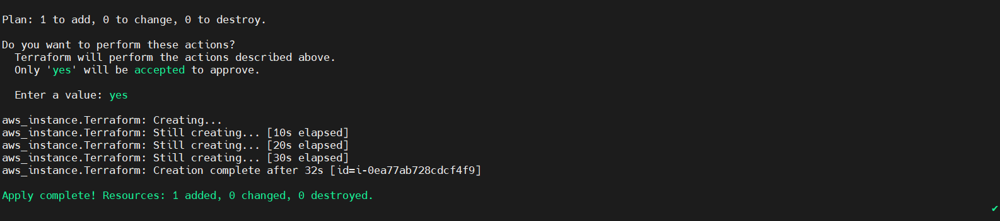 Plan: 1 to add, 0 to change, 0 to destroy.
Do you want to perform these actions?
Terraform will perform the actions described above.
Only 'yes' will be accepted to approve.
Enter a value: yes
aws_instance.Terraform: Creating...
aws_instance.Terraform: Still creating... [10s elapsed]
aws_instance.Terraform: Still creating... [20s elapsed]
aws_instance.Terraform: Still creating... [30s elapsed]
aws_instance.Terraform: Creation complete after 32s [id=i-0ea77ab728cdcf4f9]
Apply complete! Resources: 1 added, 0 changed, 0 destroyed.
✔